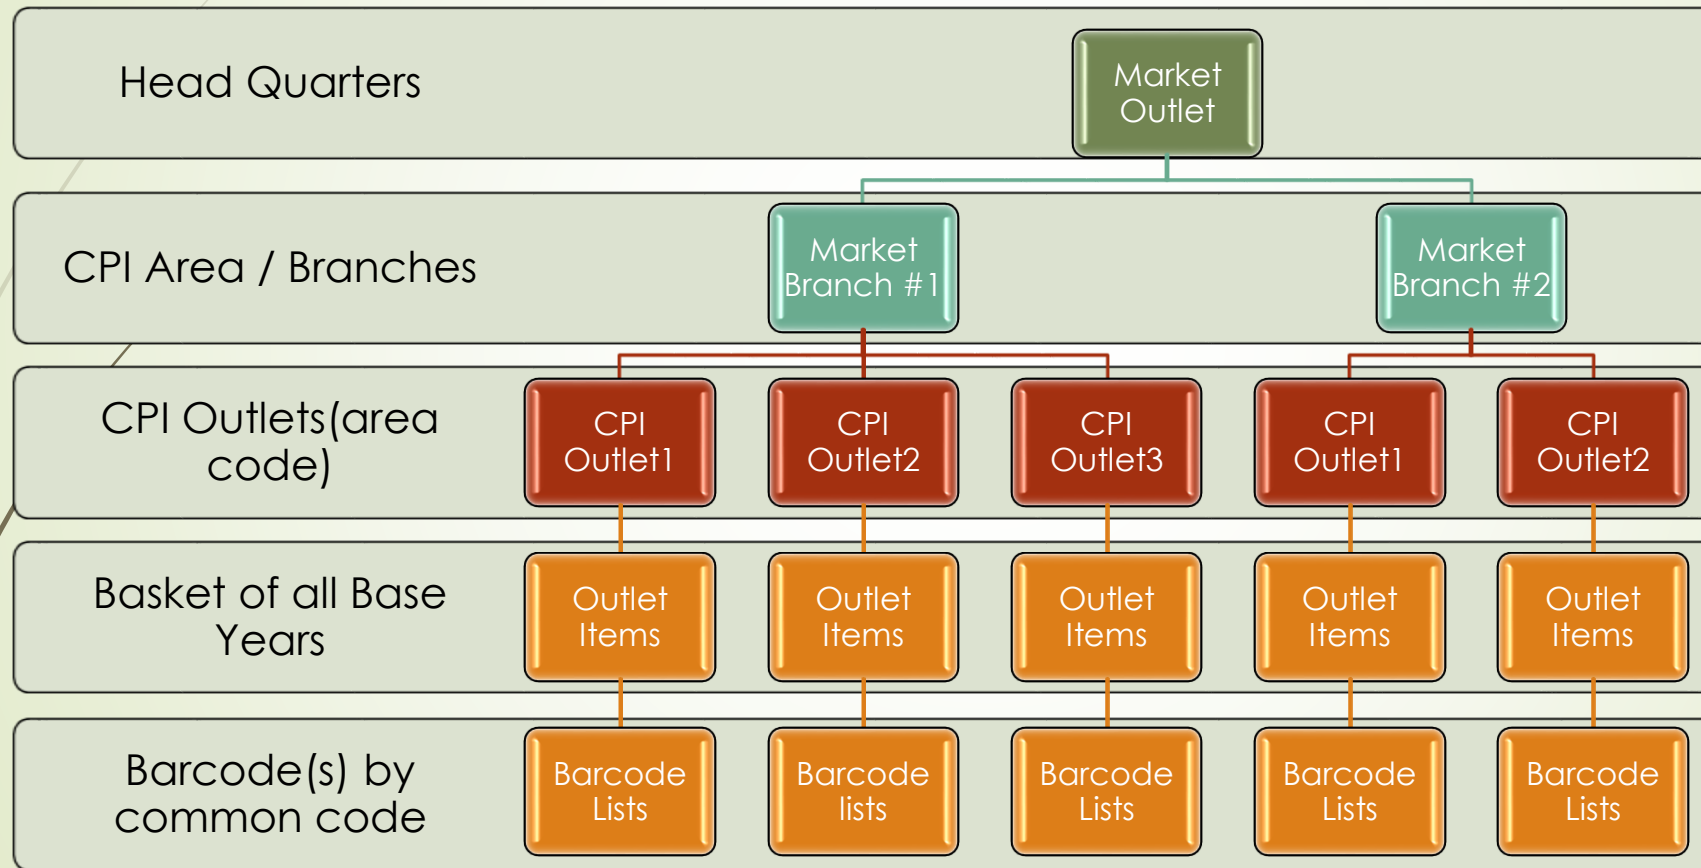 Head Quarters
Market
Outlet
CPI Area / Branches
Market
Branch #1
Market
Branch #2
CPI Outlets(area
code)
CPI
Outlet1
CPI
Outlet2
CPI
Outlet3
CPI
Outlet1
CPI
Outlet2
Basket of all Base
Years
Outlet
Items
Outlet
Items
Outlet
Items
Outlet
Items
Outlet
Items
Barcode(s) by
common code
Barcode
Lists
Barcode
lists
Barcode
Lists
Barcode
Lists
Barcode
Lists